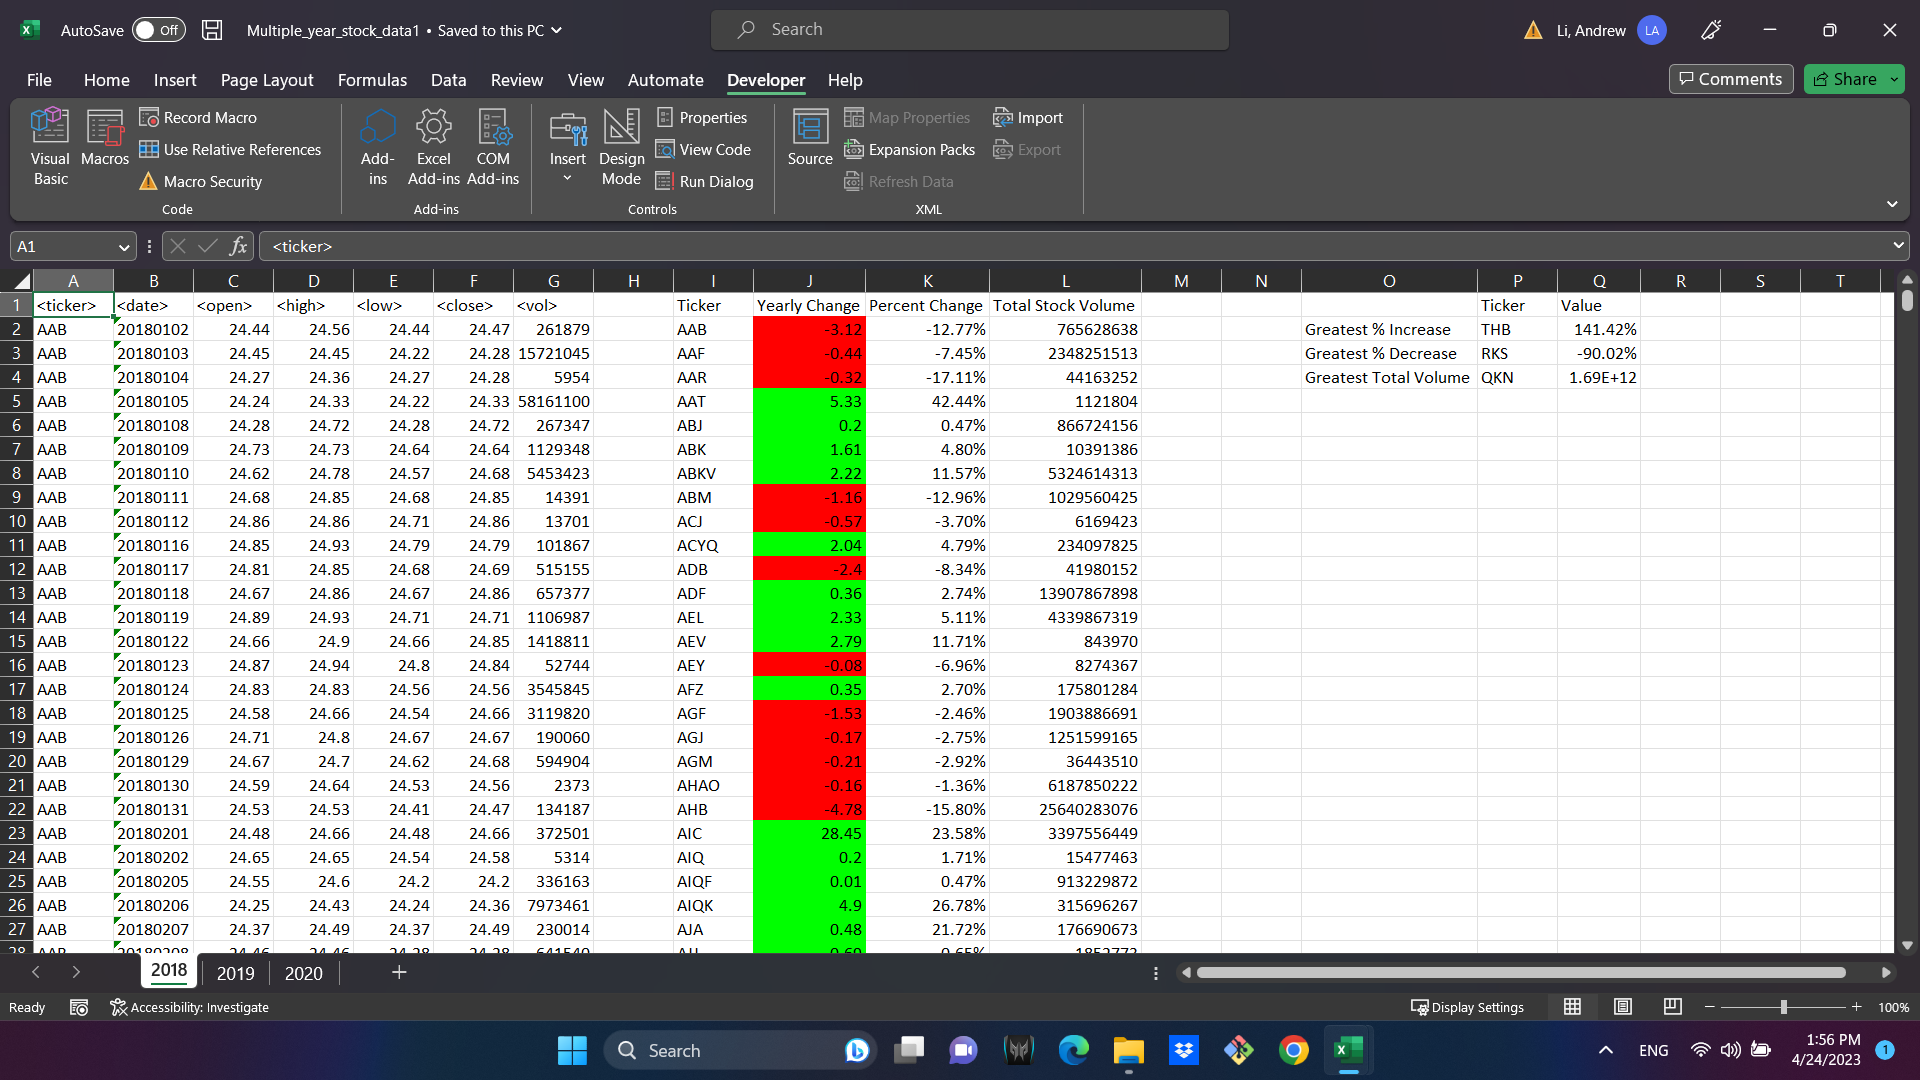 AutoSave Off Multiple_year_stock_data1 • Saved to this PC Search Li, Andrew LA
File Home Insert Page Layout Formulas Data Review View Automate Developer Help Comments Share
Visual Basic
Macros
Record Macro
Use Relative References
Macro Security
Code
Add-ins
Excel Add-ins
COM Add-ins
Add-ins
Insert
Design Mode
Properties
View Code
Run Dialog
Controls
Source
Map Properties
Expansion Packs
Refresh Data
Import
Export
XML
A1 fx <ticker>
A B C D E F G H I J K L M N O P Q R S T
1 <ticker> <date> <open> <high> <low> <close> <vol> Ticker Yearly Change Percent Change Total Stock Volume Ticker Value
2 AAB 20180102 24.44 24.56 24.44 24.47 261879 AAB -3.12 -12.77% 765628638 Greatest % Increase THB 141.42%
3 AAB 20180103 24.45 24.45 24.22 24.28 15721045 AAF -0.44 -7.45% 2348251513 Greatest % Decrease RKS -90.02%
4 AAB 20180104 24.27 24.36 24.27 24.28 5954 AAR -0.32 -17.11% 44163252 Greatest Total Volume QKN 1.69E+12
5 AAB 20180105 24.24 24.33 24.22 24.33 58161100 AAT 5.33 42.44% 1121804
6 AAB 20180108 24.28 24.72 24.28 24.72 267347 ABJ 0.2 0.47% 866724156
7 AAB 20180109 24.73 24.73 24.64 24.64 1129348 ABK 1.61 4.80% 10391386
8 AAB 20180110 24.62 24.78 24.57 24.68 5453423 ABKV 2.22 11.57% 5324614313
9 AAB 20180111 24.68 24.85 24.68 24.85 14391 ABM -1.16 -12.96% 1029560425
10 AAB 20180112 24.86 24.86 24.71 24.86 13701 ACJ -0.57 -3.70% 6169423
11 AAB 20180116 24.85 24.93 24.79 24.79 101867 ACYQ 2.04 4.79% 234097825
12 AAB 20180117 24.81 24.85 24.68 24.69 515155 ADB -2.4 -8.34% 41980152
13 AAB 20180118 24.67 24.86 24.67 24.86 657377 ADF 0.36 2.74% 13907867898
14 AAB 20180119 24.89 24.93 24.71 24.71 1106987 AEL 2.33 5.11% 4339867319
15 AAB 20180122 24.66 24.9 24.66 24.85 1418811 AEV 2.79 11.71% 843970
16 AAB 20180123 24.87 24.94 24.8 24.84 52744 AEY -0.08 -6.96% 8274367
17 AAB 20180124 24.83 24.83 24.56 24.56 3545845 AFZ 0.35 2.70% 175801284
18 AAB 20180125 24.58 24.66 24.54 24.66 3119820 AGF -1.53 -2.46% 1903886691
19 AAB 20180126 24.71 24.8 24.67 24.67 190060 AGJ -0.17 -2.75% 1251599165
20 AAB 20180129 24.67 24.7 24.62 24.68 594904 AGM -0.21 -2.92% 36443510
21 AAB 20180130 24.59 24.64 24.53 24.56 2373 AHAO -0.16 -1.36% 6187850222
22 AAB 20180131 24.53 24.53 24.41 24.47 134187 AHB -4.78 -15.80% 25640283076
23 AAB 20180201 24.48 24.66 24.48 24.66 372501 AIC 28.45 23.58% 3397556449
24 AAB 20180202 24.65 24.65 24.54 24.58 5314 AIQ 0.2 1.71% 15477463
25 AAB 20180205 24.55 24.6 24.2 24.2 336163 AIQF 0.01 0.47% 913229872
26 AAB 20180206 24.25 24.43 24.24 24.36 7973461 AIQK 4.9 26.78% 315696267
27 AAB 20180207 24.37 24.49 24.37 24.49 230014 AJA 0.48 21.72% 176690673
28 AAB 20180208
2018 2019 2020
Ready Accessibility: Investigate Display Settings 100%
Search ENG 1:56 PM
4/24/2023 1